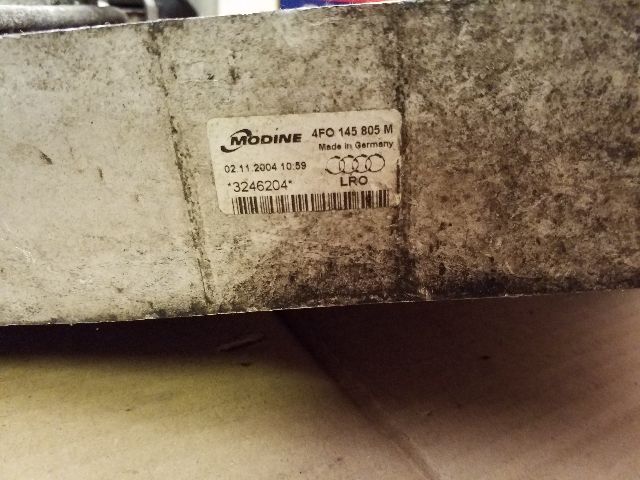 MODINE 4F0 145 805 M
Made in Germany
02.11.2004 10:59
*3246204* LRO